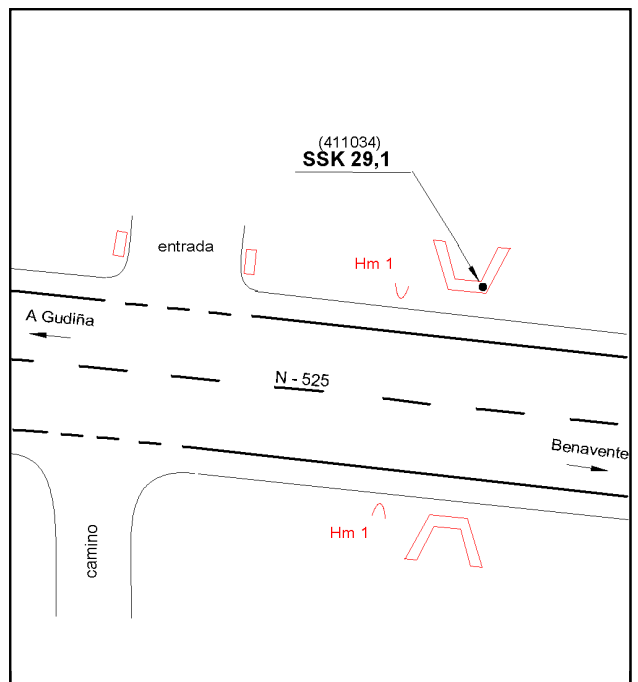 (411034)
SSK 29,1
entrada
Hm 1
A Gudiña
N - 525
Benavente
Hm 1
camino